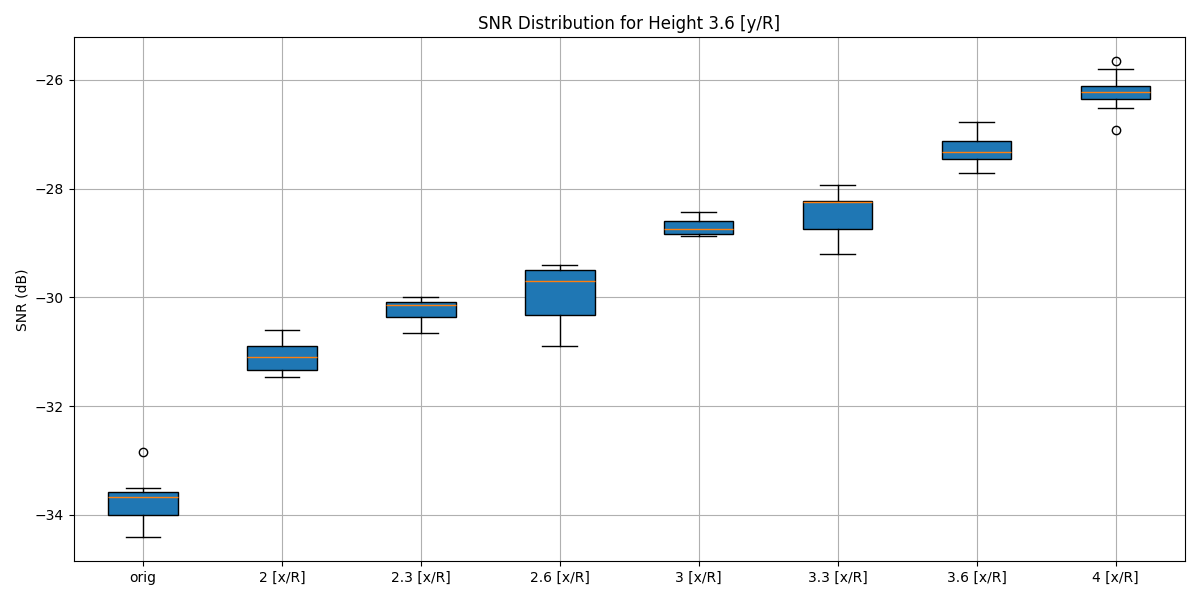 SNR Distribution for Height 3.6 [y/R]
SNR (dB)
−26
−28
−30
−32
−34
orig
2 [x/R]
2.3 [x/R]
2.6 [x/R]
3 [x/R]
3.3 [x/R]
3.6 [x/R]
4 [x/R]